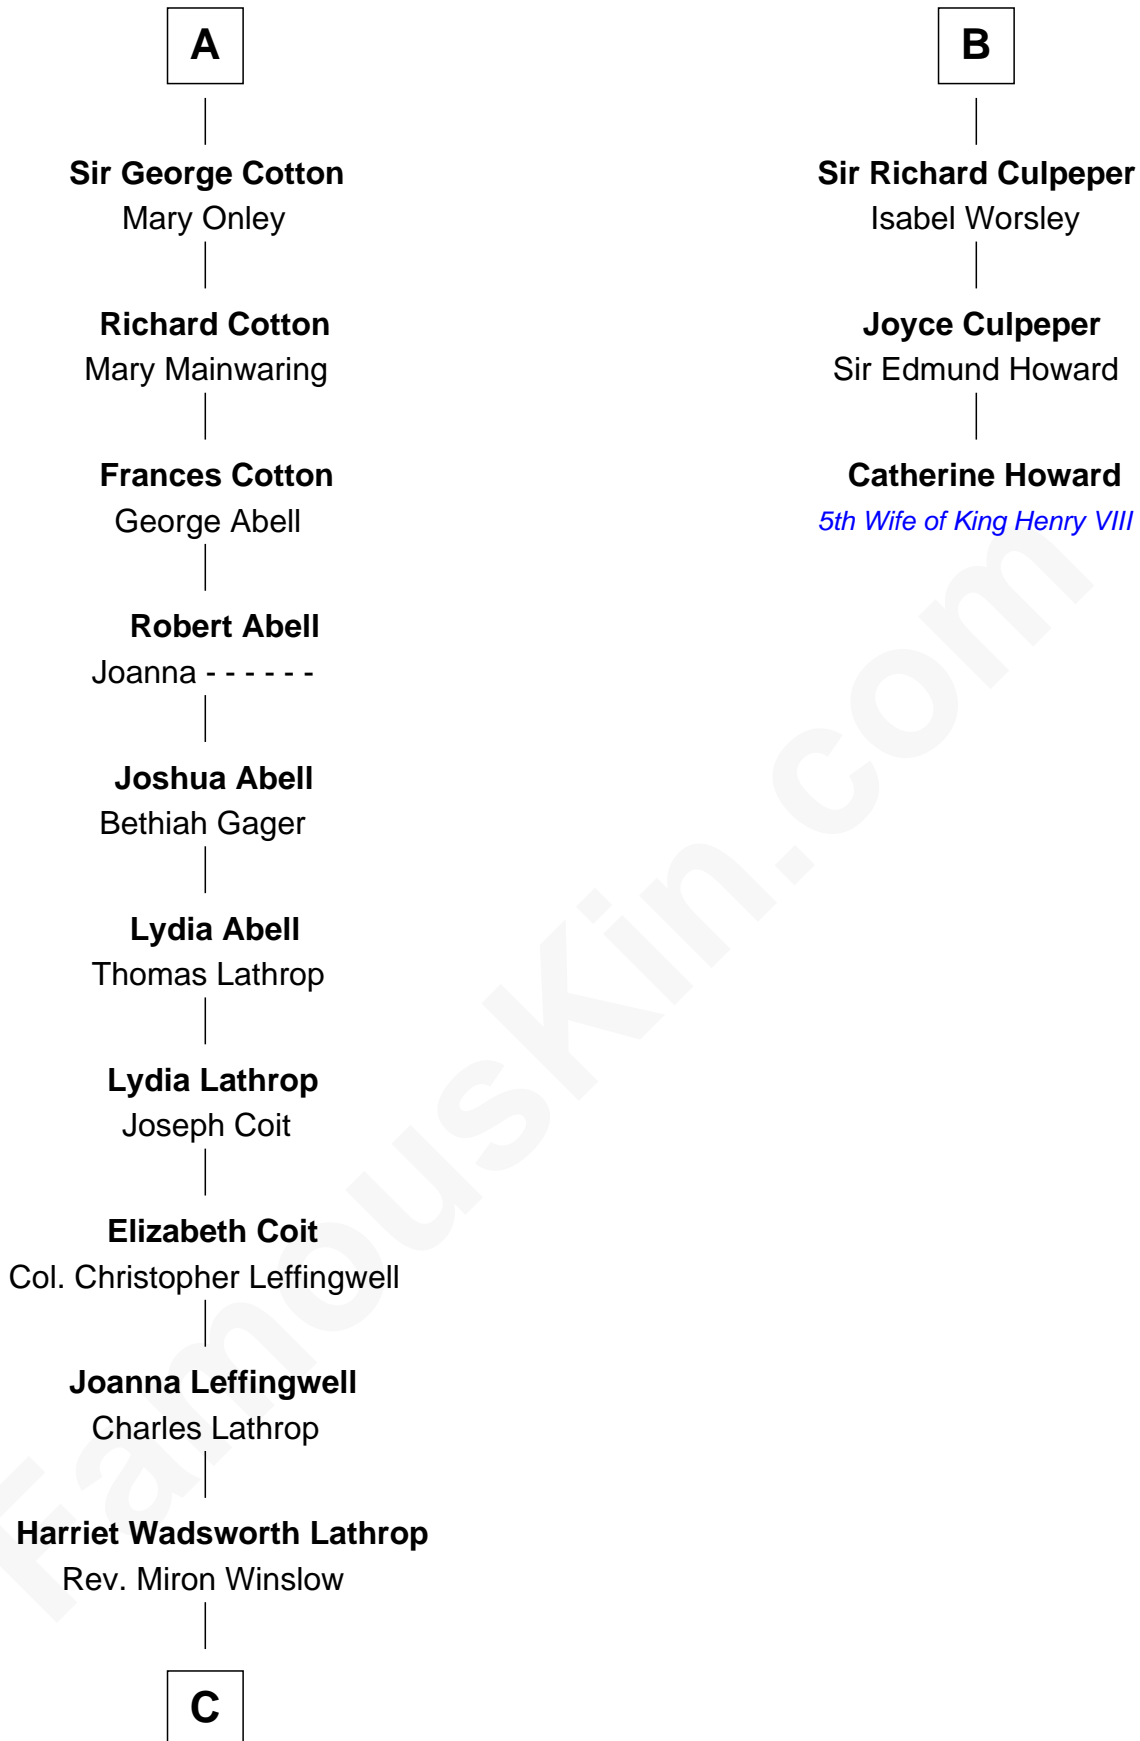 A
Sir George Cotton
Mary Onley
Richard Cotton
Mary Mainwaring
Frances Cotton
George Abell
Robert Abell
Joanna - - - - - -
Joshua Abell
Bethiah Gager
Lydia Abell
Thomas Lathrop
Lydia Lathrop
Joseph Coit
Elizabeth Coit
Col. Christopher Leffingwell
Joanna Leffingwell
Charles Lathrop
Harriet Wadsworth Lathrop
Rev. Miron Winslow
C
B
Sir Richard Culpeper
Isabel Worsley
Joyce Culpeper
Sir Edmund Howard
Catherine Howard
5th Wife of King Henry VIII
FamousKin.com